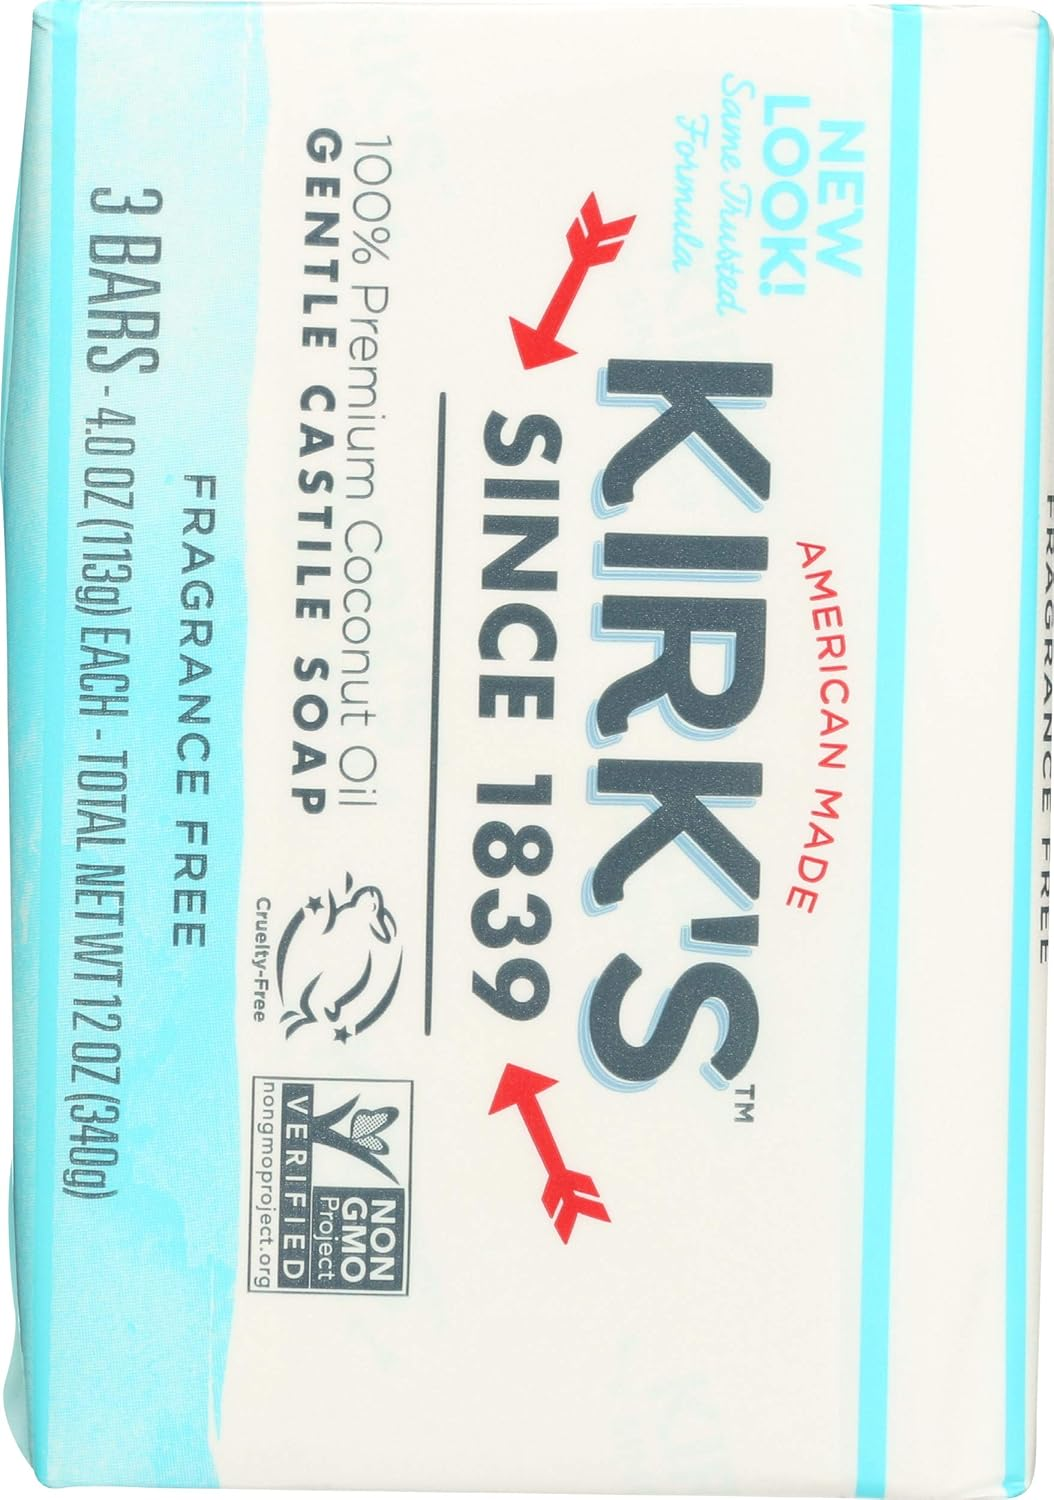 NEW
LOOK!
Same Trusted
Formula
AMERICAN MADE
KIRK'S™
SINCE 1839
100% Premium Coconut Oil
GENTLE CASTILE SOAP
Cruelty-Free
NON
GMO
Project
VERIFIED
nongmoproject.org
FRAGRANCE FREE
3 BARS - 4.0 OZ (113g) EACH - TOTAL NET WT 12 OZ (340g)
FRAGRANCE FREE